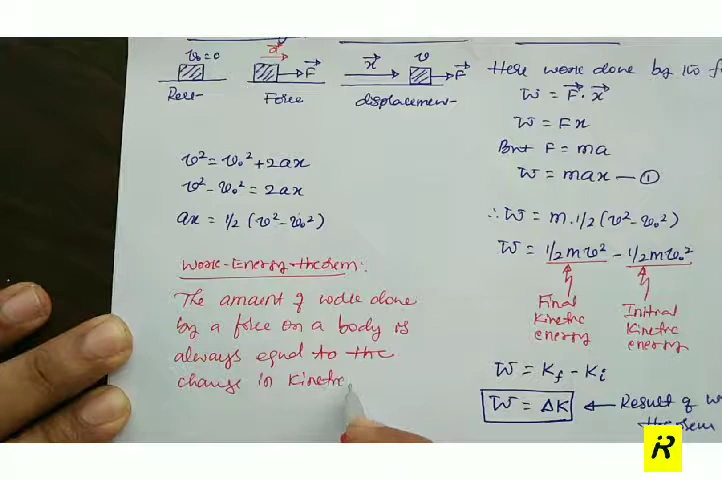 v₀=0
a⃗
F⃗
x⃗
v
F⃗
Rest
Force
displacement
v² = v₀² + 2ax
v² - v₀² = 2ax
ax = 1/2 (v² - v₀²)
Work-Energy-theorem:
The amount of work done
by a force on a body is
always equal to the
change in kinetic
Here work done by
W = F⃗. x⃗
W = Fx
But F = ma
W = max — ①
∴ W = m.1/2 (v² - v₀²)
W = 1/2 mv² - 1/2 mv₀²
Final
kinetic
energy
Initial
kinetic
energy
W = Kf - Ki
W = ΔK
Result of
theorem
iR